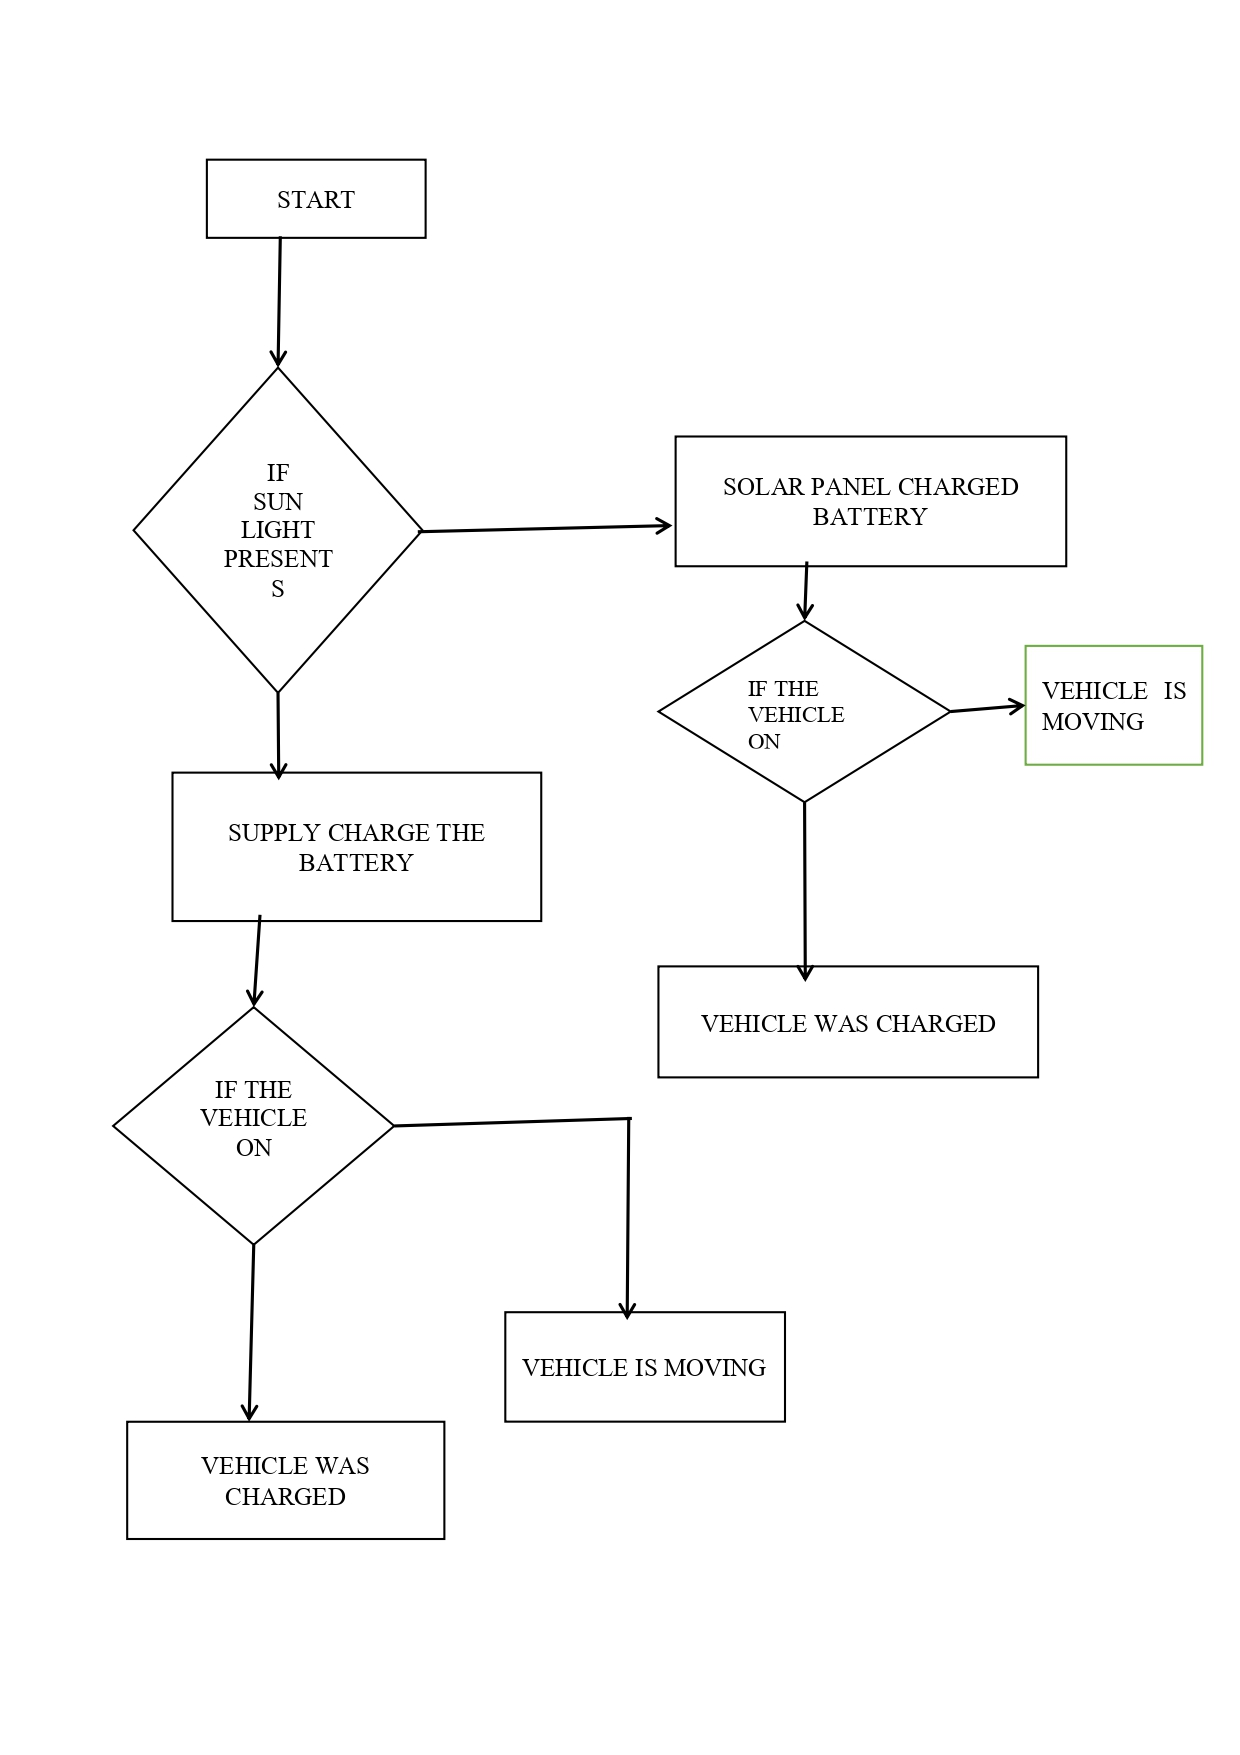 START
IF
SUN
LIGHT
PRESENT
S
SOLAR PANEL CHARGED
BATTERY
IF THE
VEHICLE
ON
VEHICLE IS
MOVING
SUPPLY CHARGE THE
BATTERY
VEHICLE WAS CHARGED
IF THE
VEHICLE
ON
VEHICLE IS MOVING
VEHICLE WAS
CHARGED